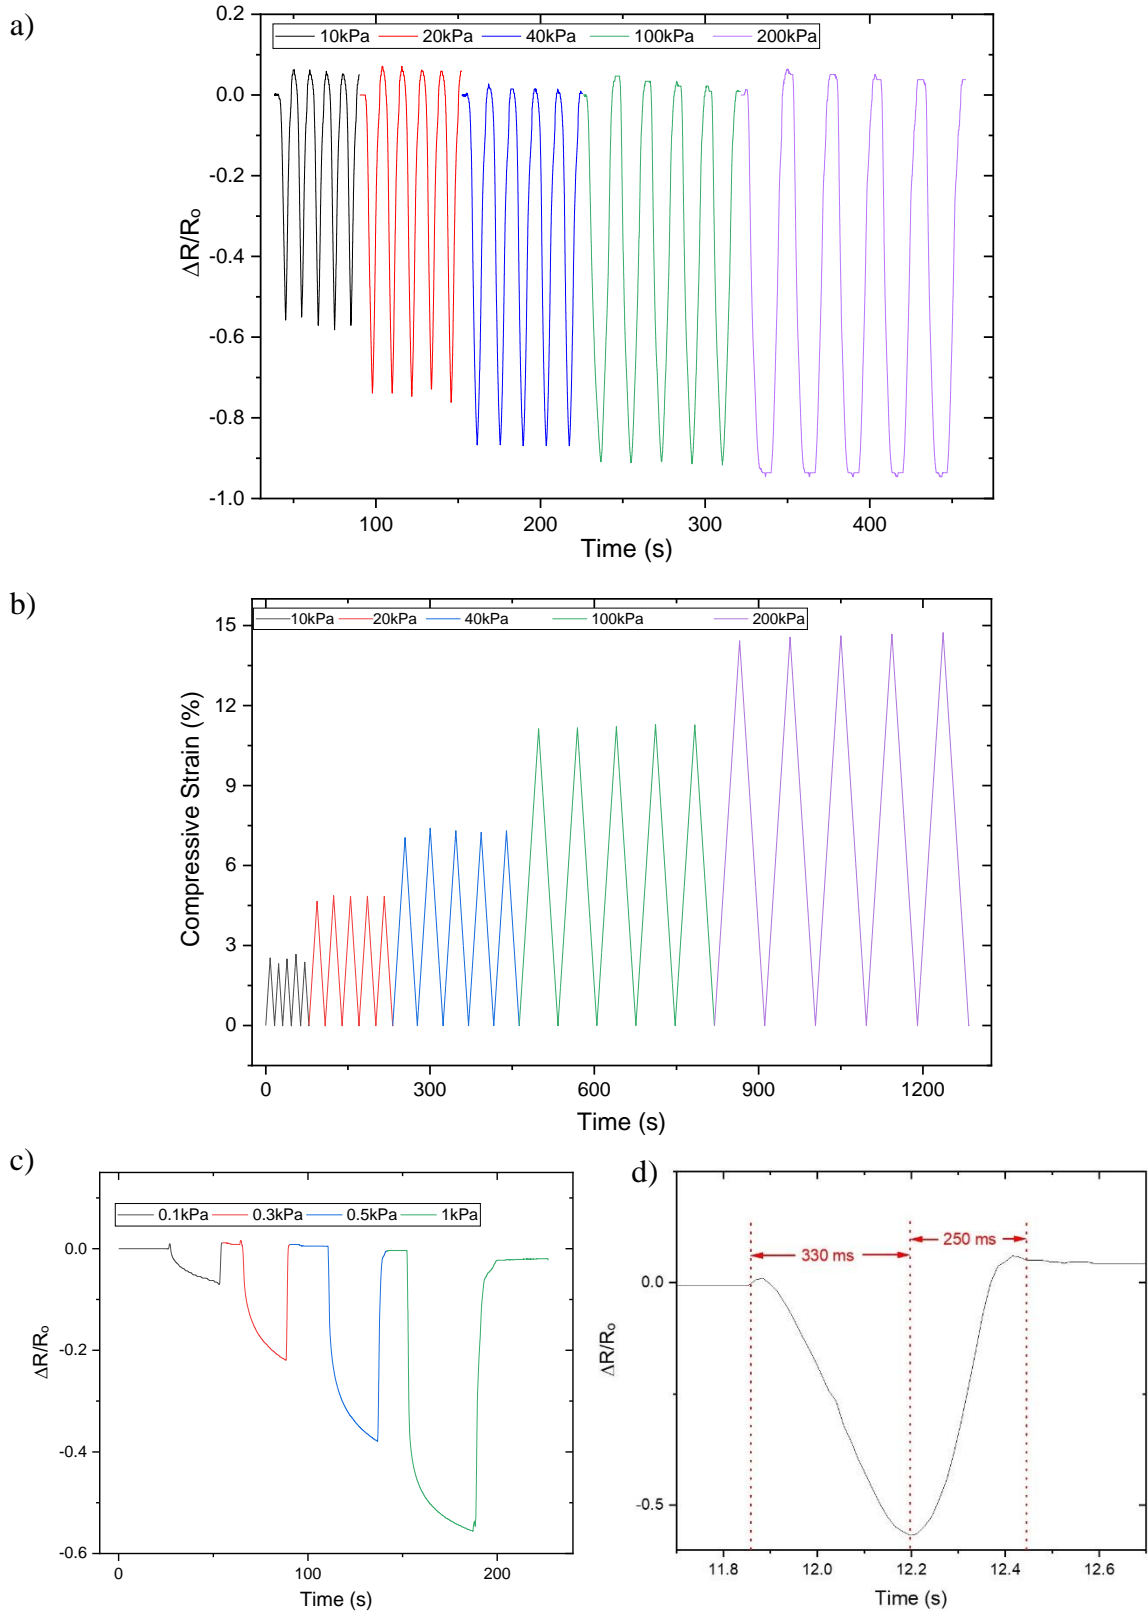 a)
10kPa 20kPa 40kPa 100kPa 200kPa
0.2
0.0
-0.2
-0.4
-0.6
-0.8
-1.0
ΔR/Ro
100 200 300 400
Time (s)
b)
10kPa 20kPa 40kPa 100kPa 200kPa
15
12
9
6
3
0
Compressive Strain (%)
0 300 600 900 1200
Time (s)
c)
0.1kPa 0.3kPa 0.5kPa 1kPa
0.0
-0.2
-0.4
-0.6
ΔR/Ro
0 100 200
Time (s)
d)
330 ms 250 ms
0.0
-0.5
ΔR/Ro
11.8 12.0 12.2 12.4 12.6
Time (s)